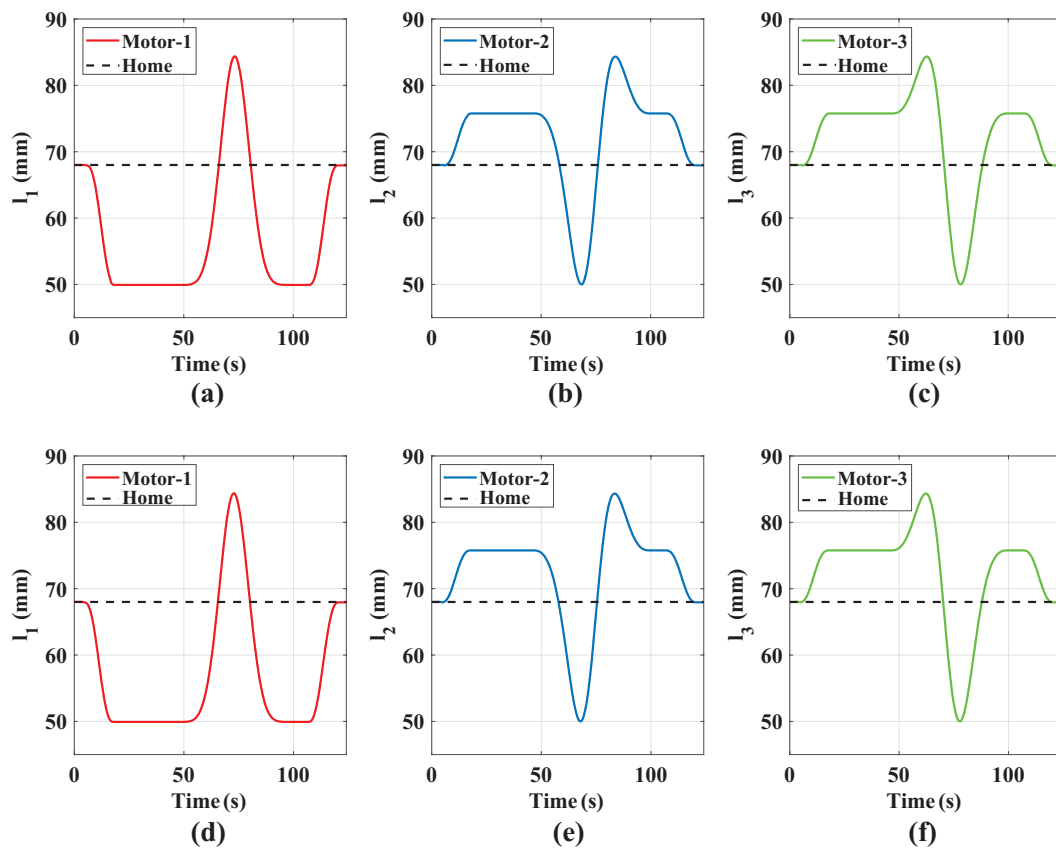 90
80
70
60
50
l1 (mm)
Motor-1
Home
0 50 100
Time (s)
(a)
90
80
70
60
50
l2 (mm)
Motor-2
Home
0 50 100
Time (s)
(b)
90
80
70
60
50
l3 (mm)
Motor-3
Home
0 50 100
Time (s)
(c)
90
80
70
60
50
l1 (mm)
Motor-1
Home
0 50 100
Time (s)
(d)
90
80
70
60
50
l2 (mm)
Motor-2
Home
0 50 100
Time (s)
(e)
90
80
70
60
50
l3 (mm)
Motor-3
Home
0 50 100
Time (s)
(f)